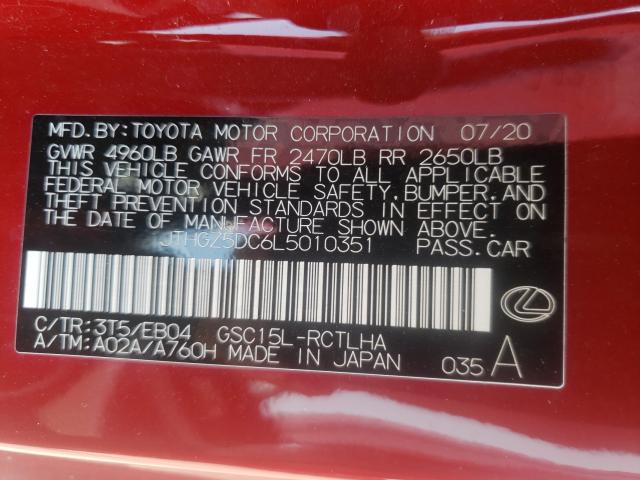 MFD. BY: TOYOTA MOTOR CORPORATION 07/20
GVWR 4960LB GAWR FR 2470LB RR 2650LB
THIS VEHICLE CONFORMS TO ALL APPLICABLE
FEDERAL MOTOR VEHICLE SAFETY, BUMPER, AND
THEFT PREVENTION STANDARDS IN EFFECT ON
THE DATE OF MANUFACTURE SHOWN ABOVE.
JTHGZ5DC6L5010351 PASS. CAR
C/TR: 3T5/EB04 GSC15L-RCTLHA
A/TM: A02A/A760H MADE IN JAPAN 035 A